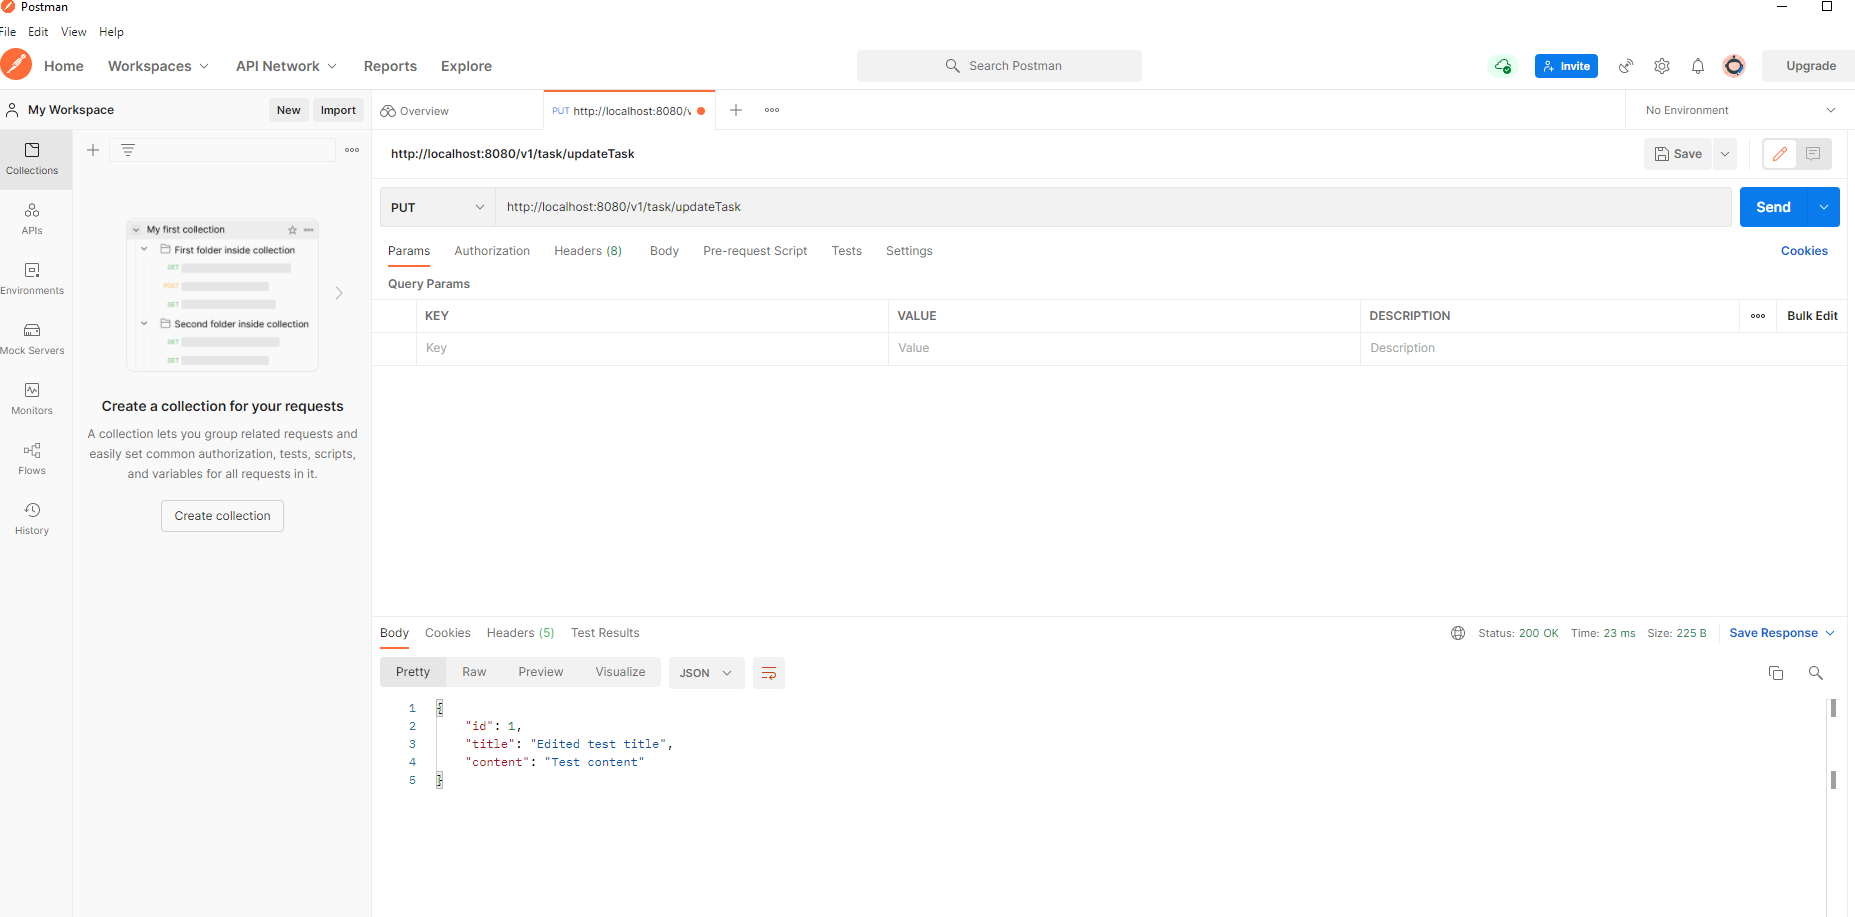 Postman
File Edit View Help
Home Workspaces API Network Reports Explore Search Postman Invite Upgrade
My Workspace New Import Overview PUT http://localhost:8080/v No Environment
Collections
http://localhost:8080/v1/task/updateTask Save
PUT http://localhost:8080/v1/task/updateTask Send
APIs
Params Authorization Headers (8) Body Pre-request Script Tests Settings Cookies
Query Params
KEY VALUE DESCRIPTION Bulk Edit
Key Value Description
Environments
Mock Servers
Monitors
Flows
History
My first collection
First folder inside collection
GET
POST
GET
Second folder inside collection
GET
GET
Create a collection for your requests
A collection lets you group related requests and
easily set common authorization, tests, scripts,
and variables for all requests in it.
Create collection
Body Cookies Headers (5) Test Results Status: 200 OK Time: 23 ms Size: 225 B Save Response
Pretty Raw Preview Visualize JSON
1 {
2 "id": 1,
3 "title": "Edited test title",
4 "content": "Test content"
5 }